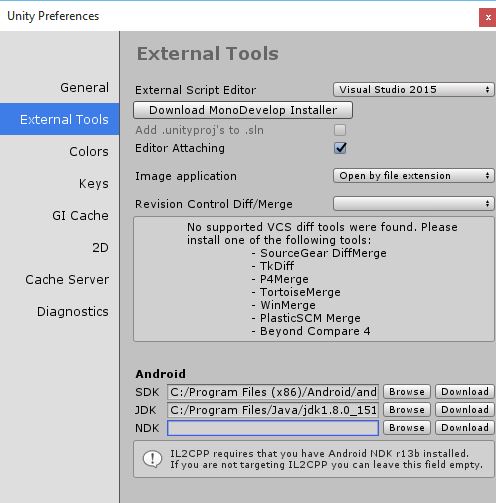 Unity Preferences
General
External Tools
Colors
Keys
GI Cache
2D
Cache Server
Diagnostics
External Tools
External Script Editor Visual Studio 2015
Download MonoDevelop Installer
Add .unityproj's to .sln
Editor Attaching
Image application Open by file extension
Revision Control Diff/Merge
No supported VCS diff tools were found. Please
install one of the following tools:
- SourceGear DiffMerge
- TkDiff
- P4Merge
- TortoiseMerge
- WinMerge
- PlasticSCM Merge
- Beyond Compare 4
Android
SDK C:/Program Files (x86)/Android/and Browse Download
JDK C:/Program Files/Java/jdk1.8.0_151 Browse Download
NDK Browse Download
IL2CPP requires that you have Android NDK r13b installed.
If you are not targeting IL2CPP you can leave this field empty.